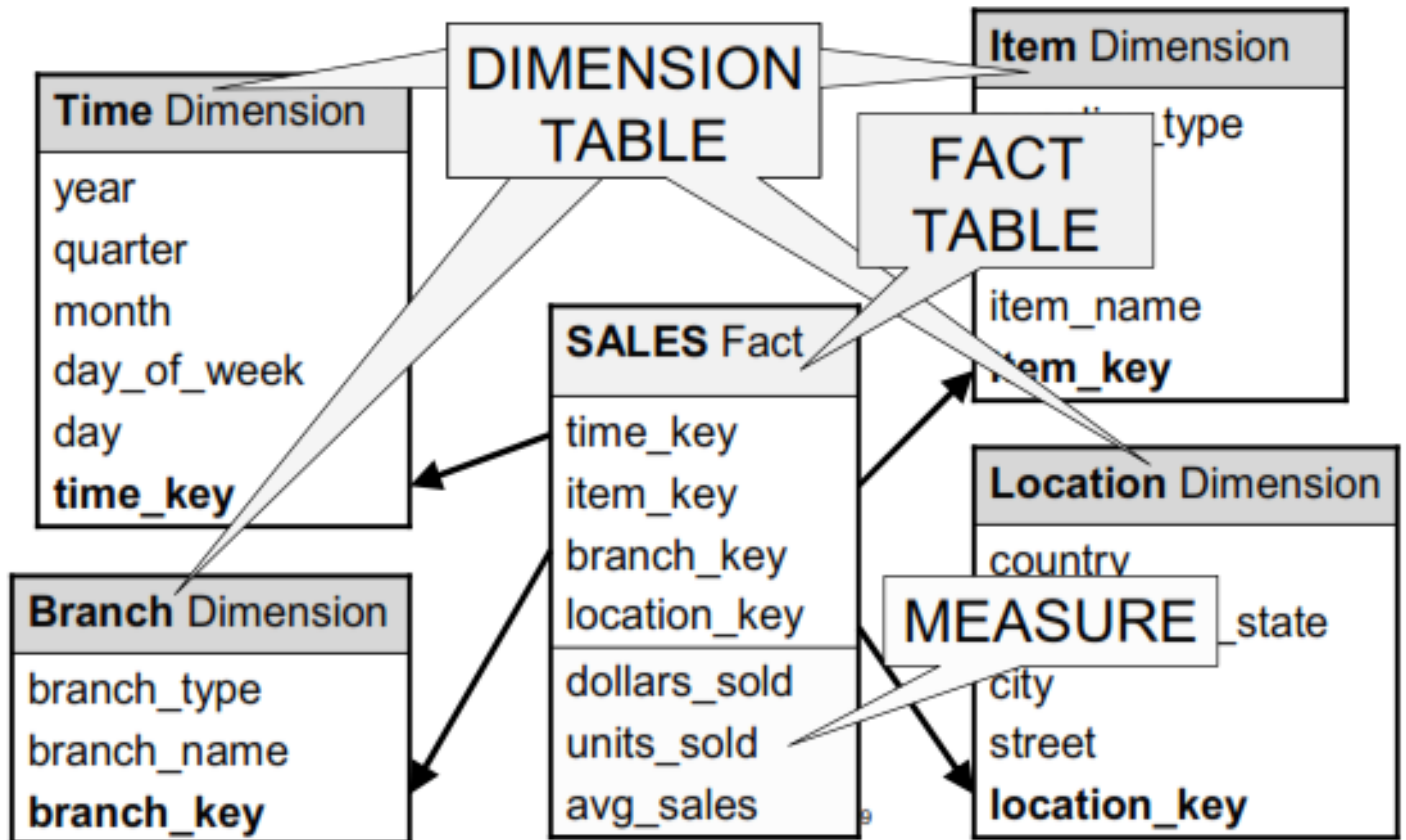 DIMENSION
TABLE
Time Dimension
year
quarter
month
day_of_week
day
time_key
Item Dimension
_type
item_name
item_key
FACT
TABLE
SALES Fact
time_key
item_key
branch_key
location_key
dollars_sold
units_sold
avg_sales
Branch Dimension
branch_type
branch_name
branch_key
Location Dimension
country
_state
city
street
location_key
MEASURE
9